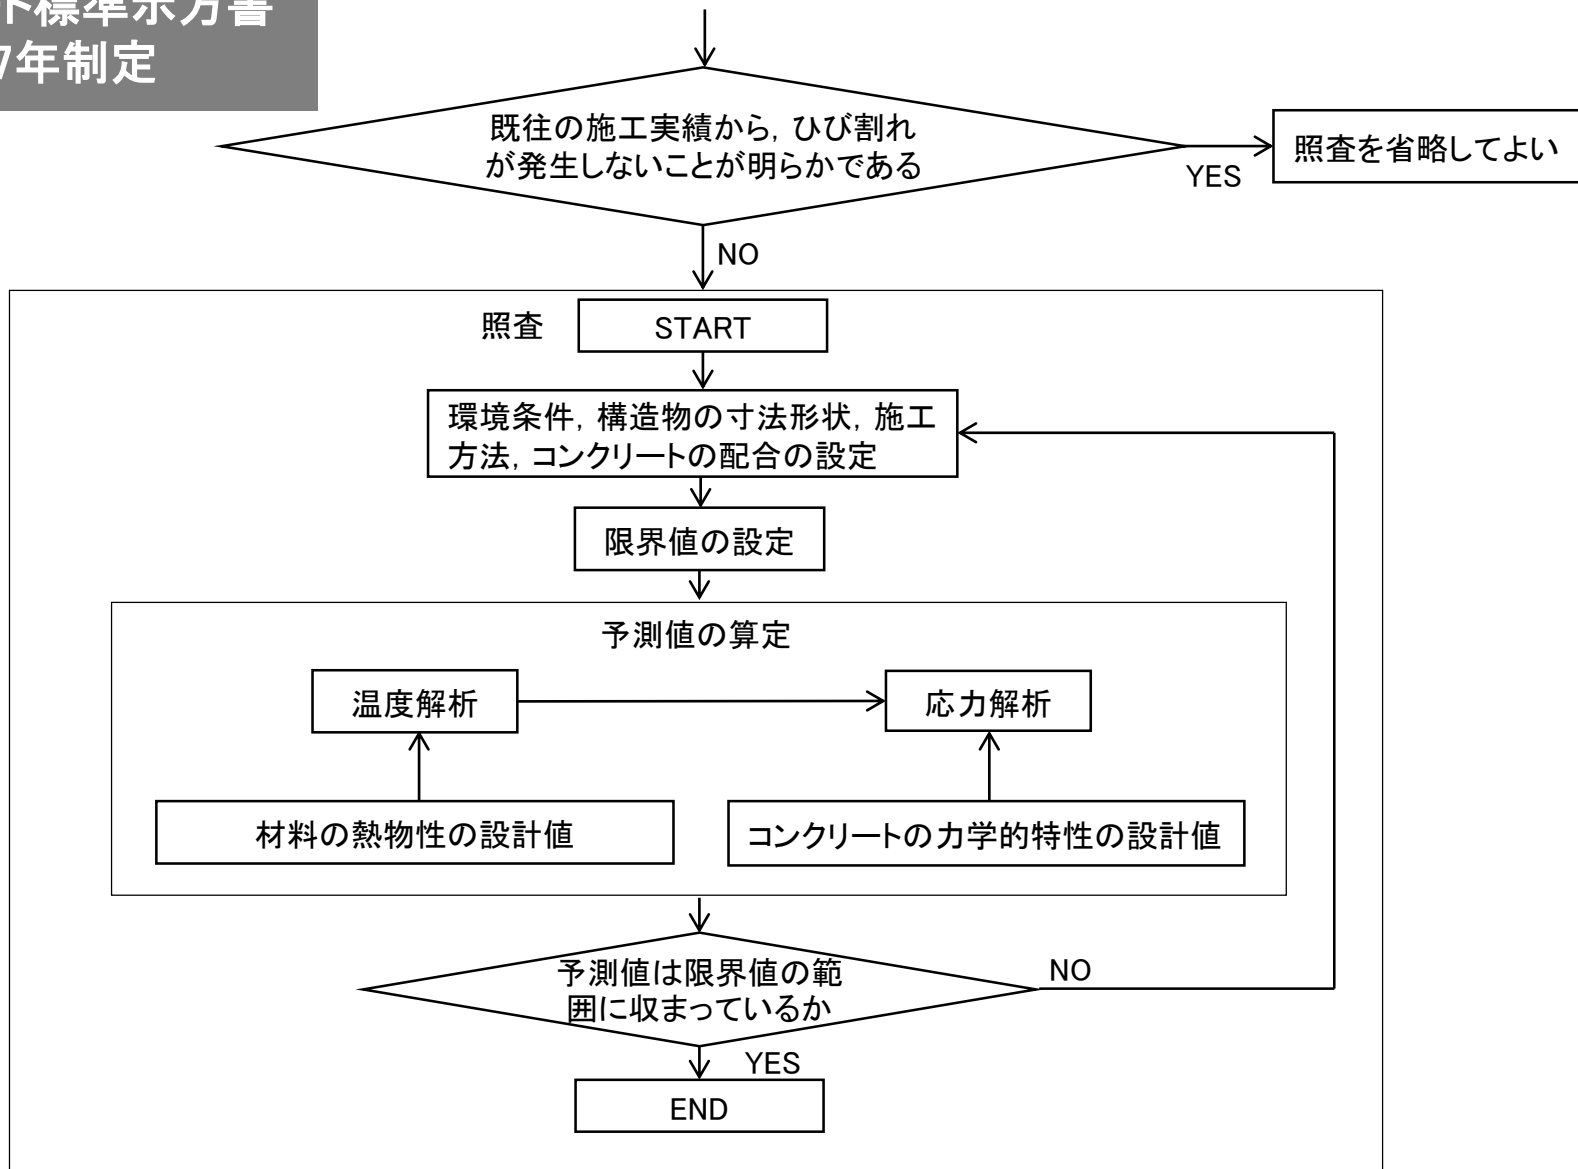 ト標準示方書
7年制定
既往の施工実績から，ひび割れ
が発生しないことが明らかである
YES
照査を省略してよい
NO
照査
START
環境条件，構造物の寸法形状，施工
方法，コンクリートの配合の設定
限界値の設定
予測値の算定
温度解析
応力解析
材料の熱物性の設計値
コンクリートの力学的特性の設計値
予測値は限界値の範
囲に収まっているか
NO
YES
END